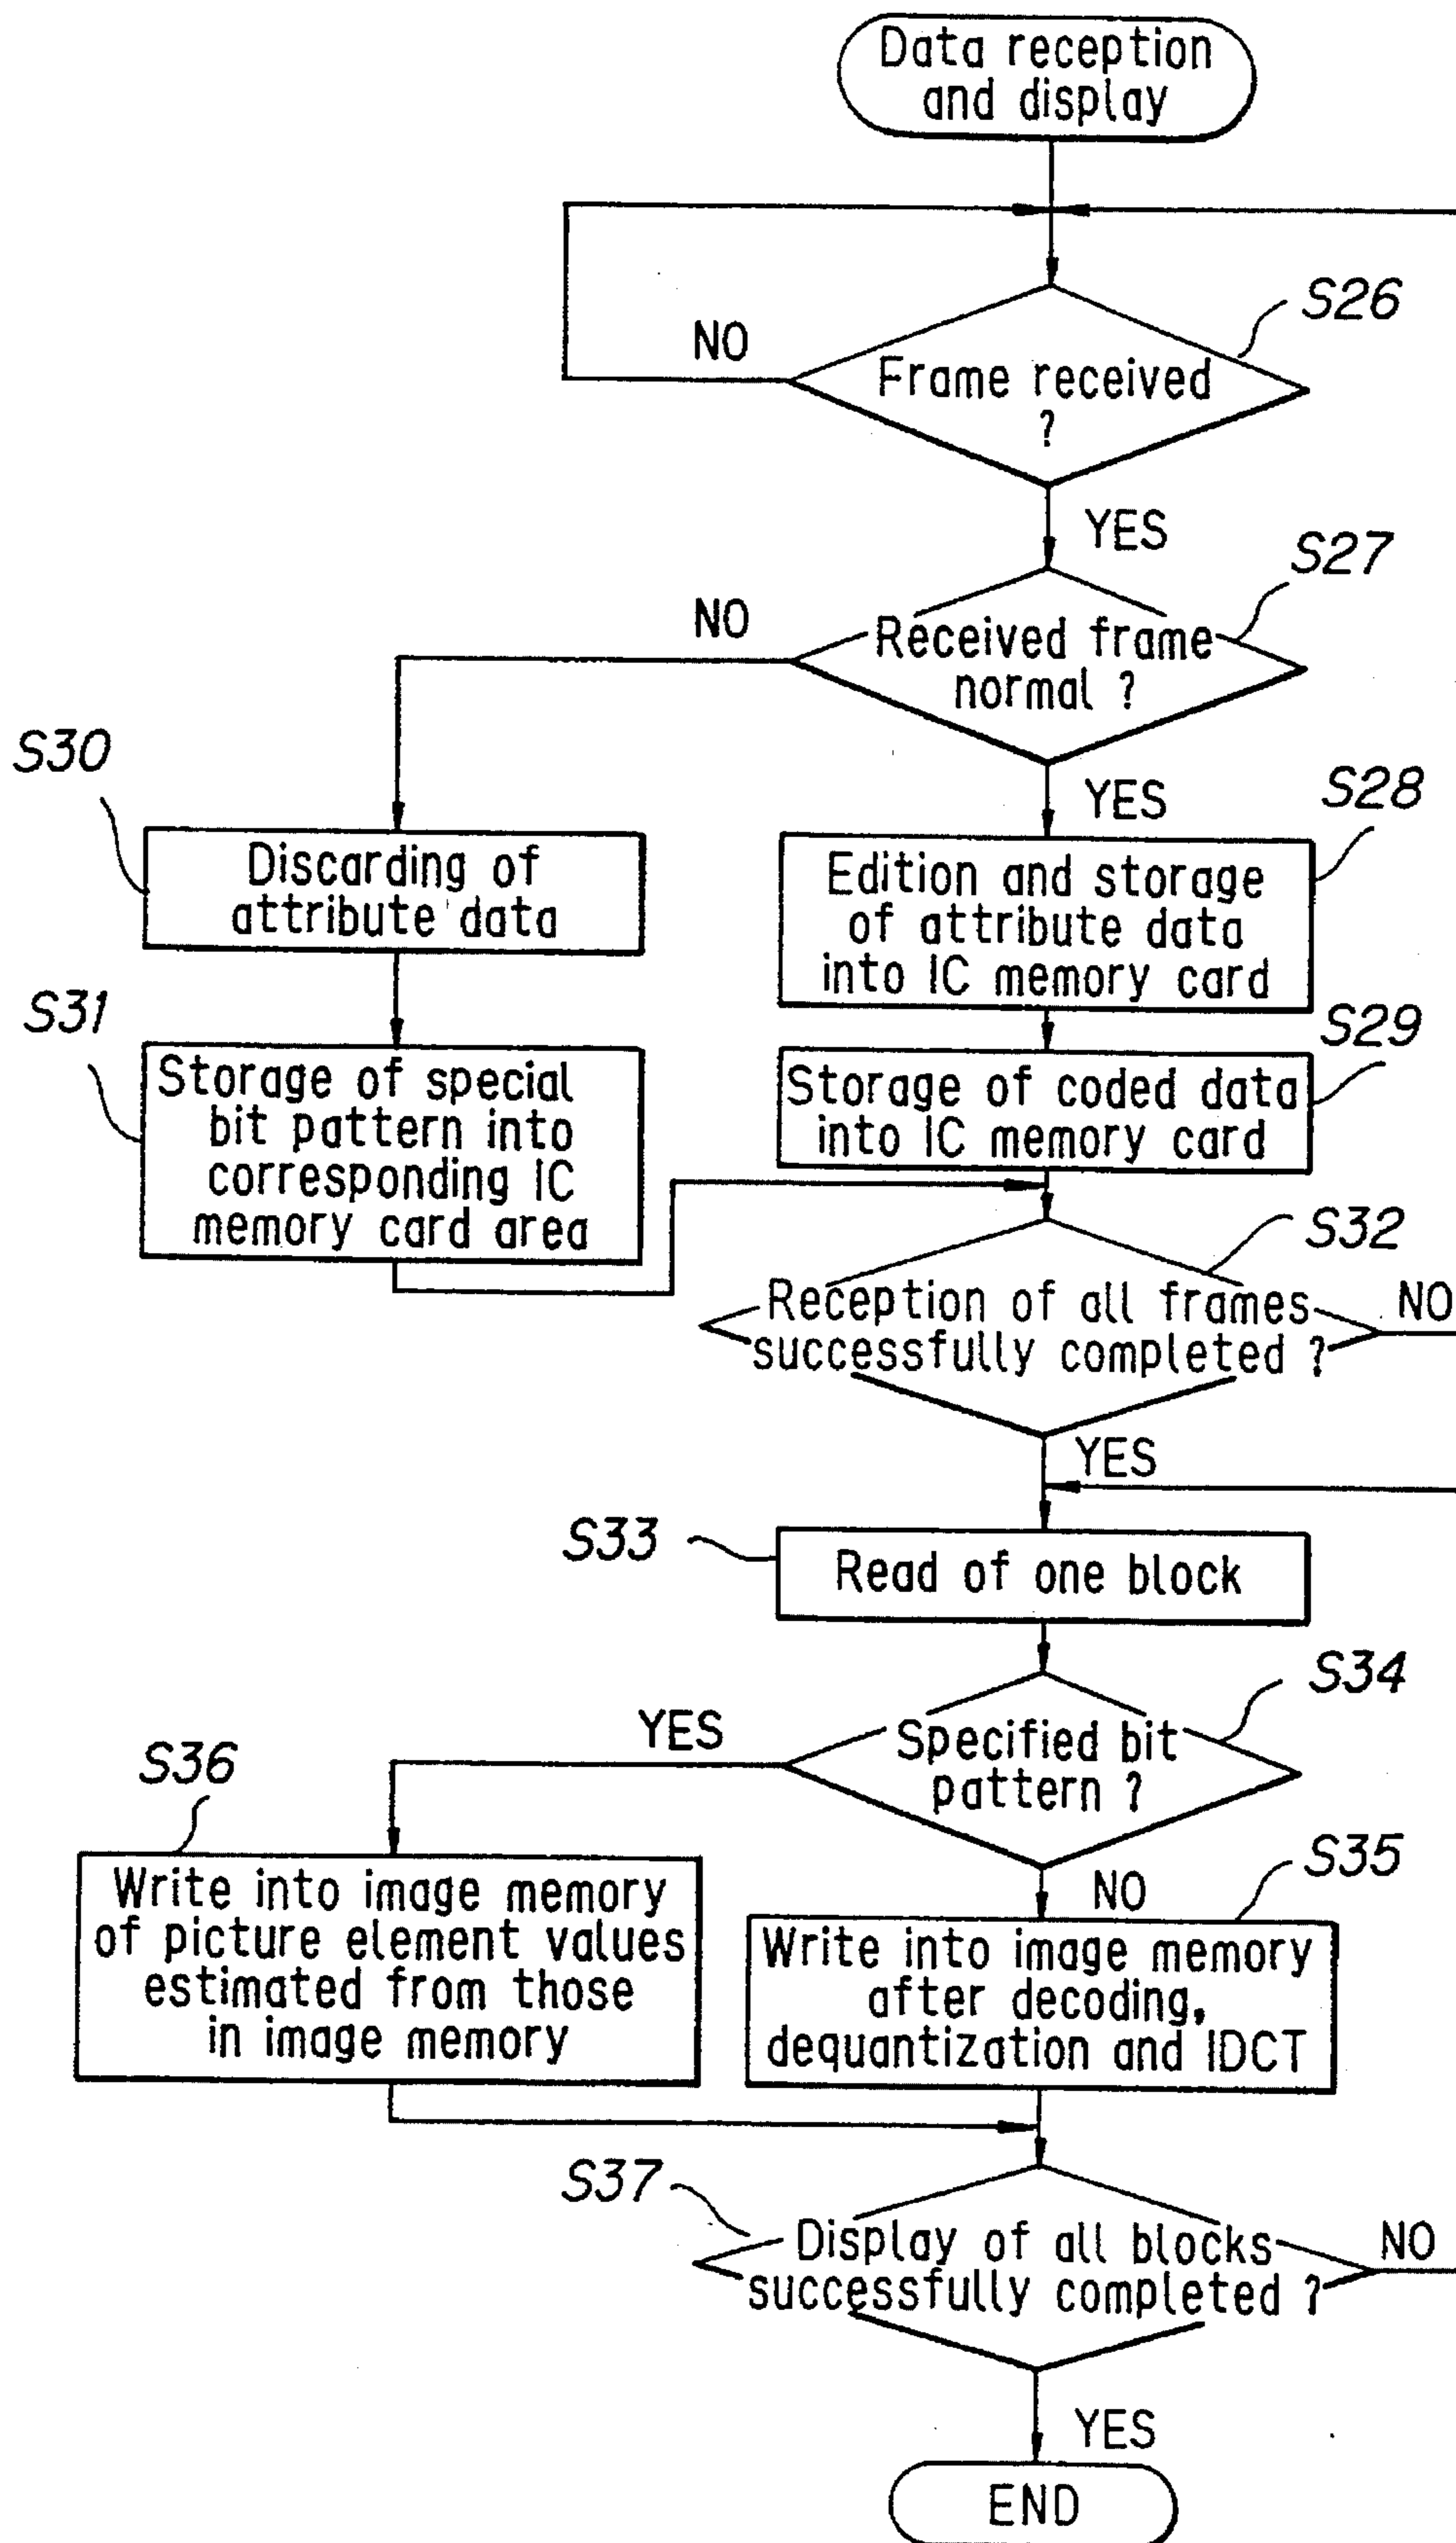 Data reception
and display
S26
NO
Frame received
?
YES
S27
NO
Received frame
normal ?
S30
YES
S28
Discarding of
attribute data
Edition and storage
of attribute data
into IC memory card
S31
S29
Storage of special
bit pattern into
corresponding IC
memory card area
Storage of coded data
into IC memory card
S32
Reception of all frames
successfully completed ?
NO
YES
S33
Read of one block
S34
YES
Specified bit
pattern ?
S36
NO
S35
Write into image memory
of picture element values
estimated from those
in image memory
Write into image memory
after decoding,
dequantization and IDCT
S37
Display of all blocks
successfully completed ?
NO
YES
END